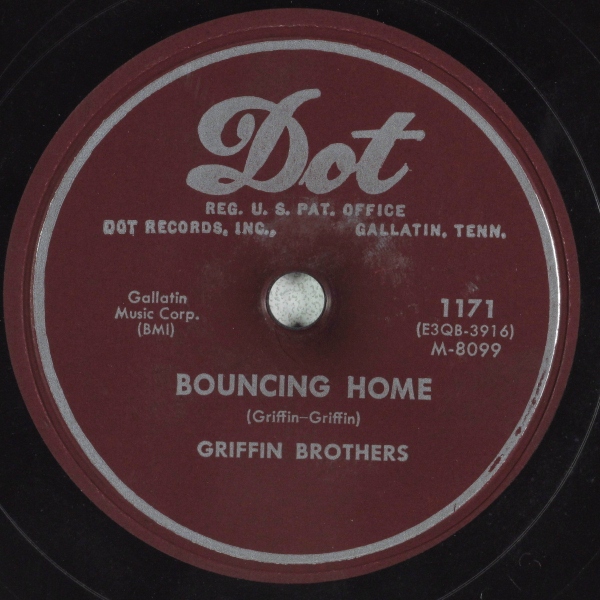 Dot
REG. U. S. PAT. OFFICE
DOT RECORDS, INC., GALLATIN, TENN.
Gallatin
Music Corp.
(BMI)
1171
(E3QB-3916)
M-8099
BOUNCING HOME
(Griffin-Griffin)
GRIFFIN BROTHERS